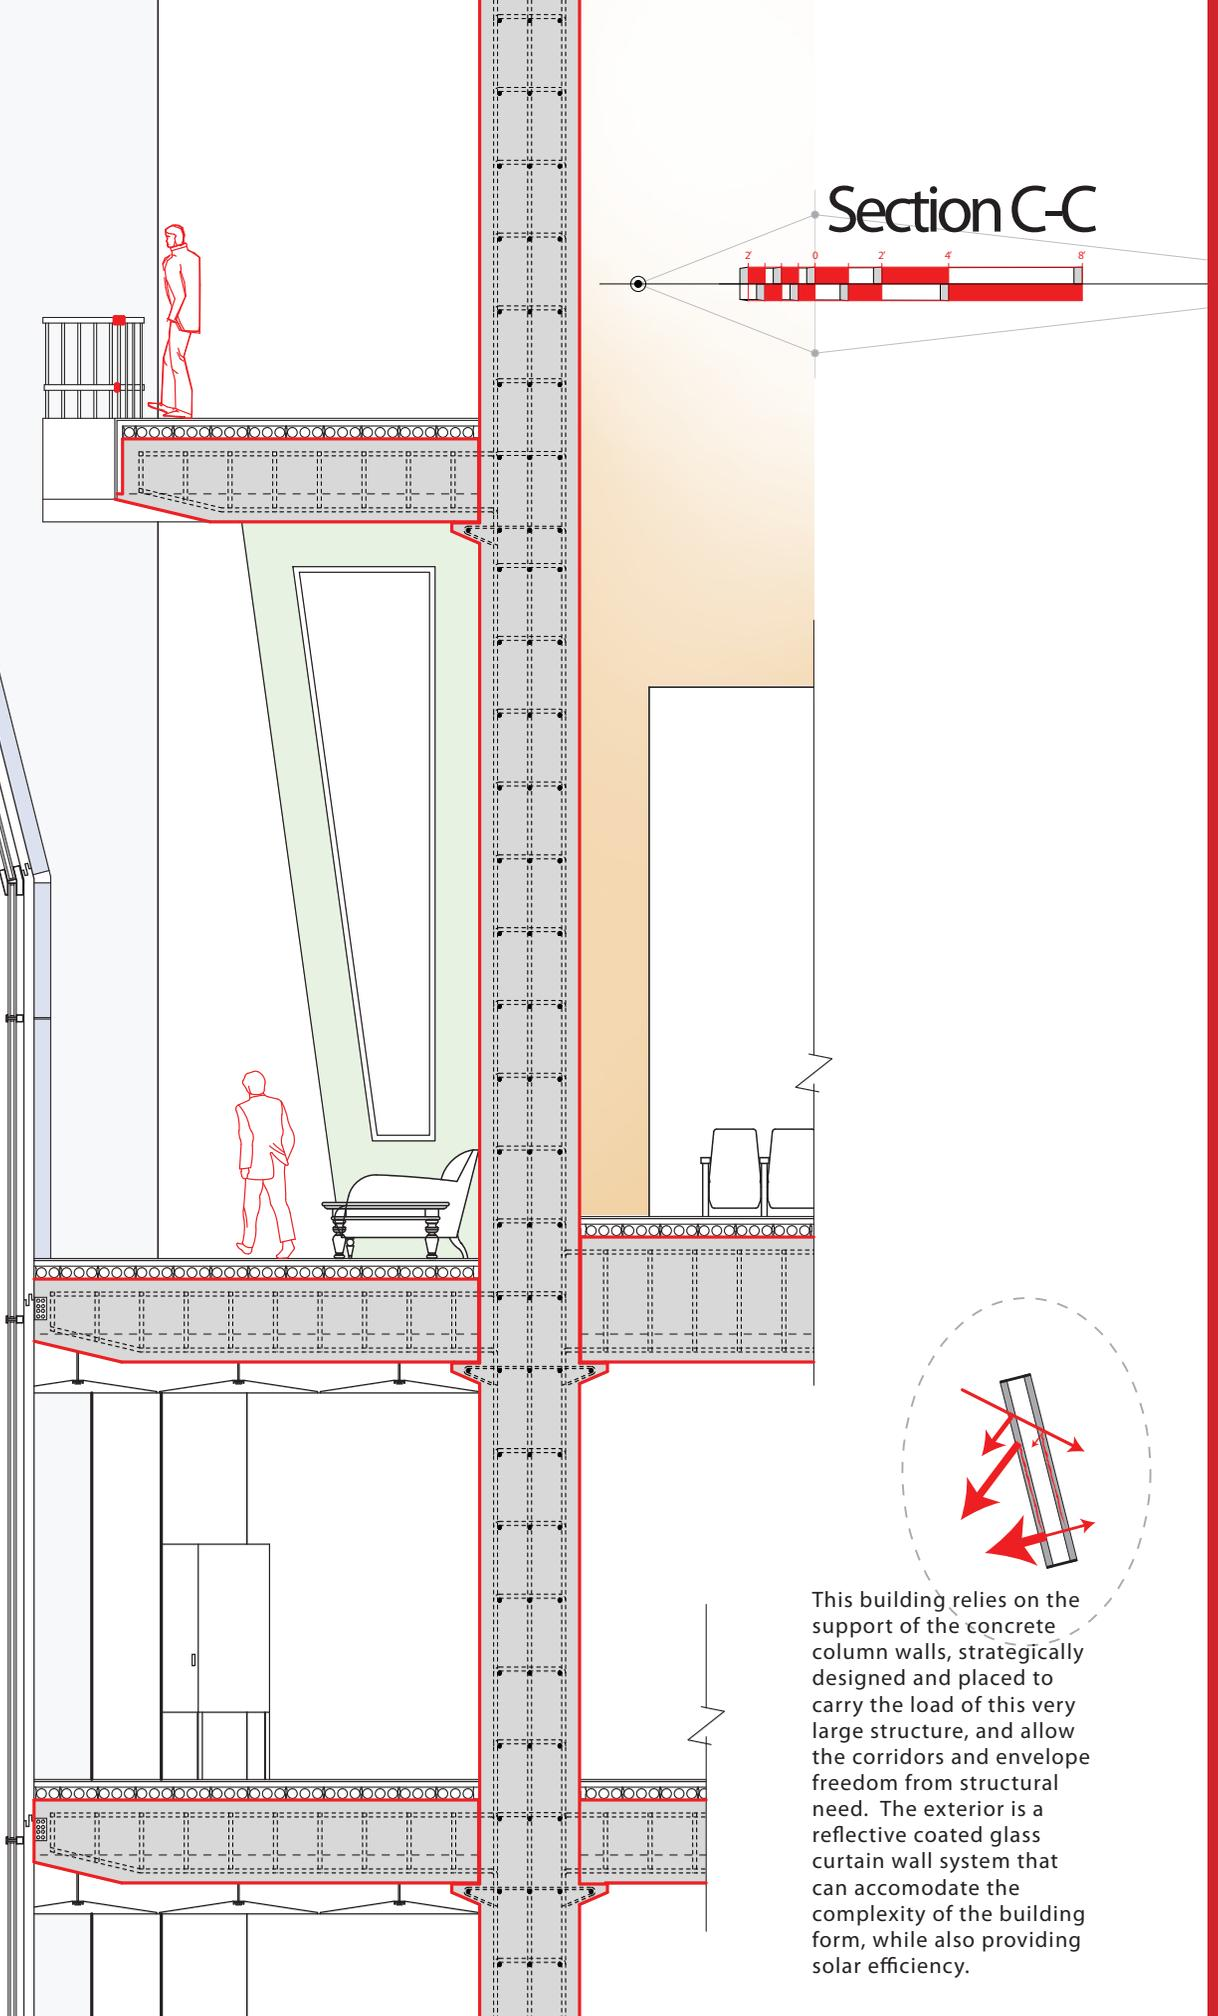 Section C-C
2' 0 2' 4' 8'
This building relies on the
support of the concrete
column walls, strategically
designed and placed to
carry the load of this very
large structure, and allow
the corridors and envelope
freedom from structural
need.  The exterior is a
reflective coated glass
curtain wall system that
can accomodate the
complexity of the building
form, while also providing
solar efficiency.